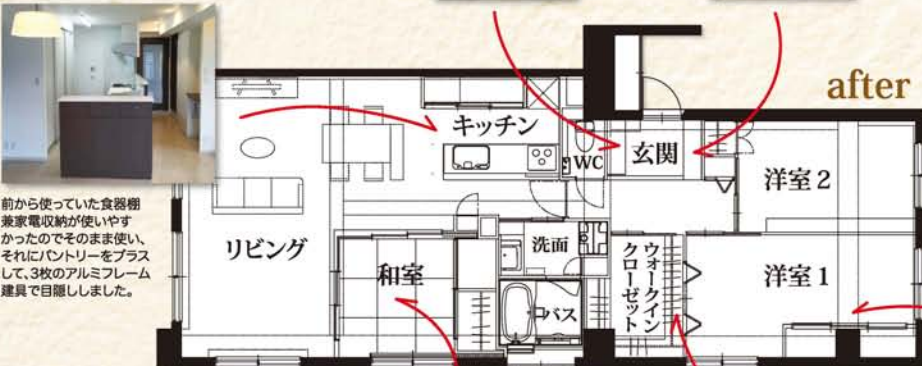 after
キッチン
WC
玄関
洋室2
前から使っていた食器棚
兼家電収納が使いやす
かったのでそのまま使い、
それにパントリーをプラス
して、3枚のアルミフレーム
建具で目隠ししました。
リビング
和室
洗面
バス
ウォークイン
クローゼット
洋室1